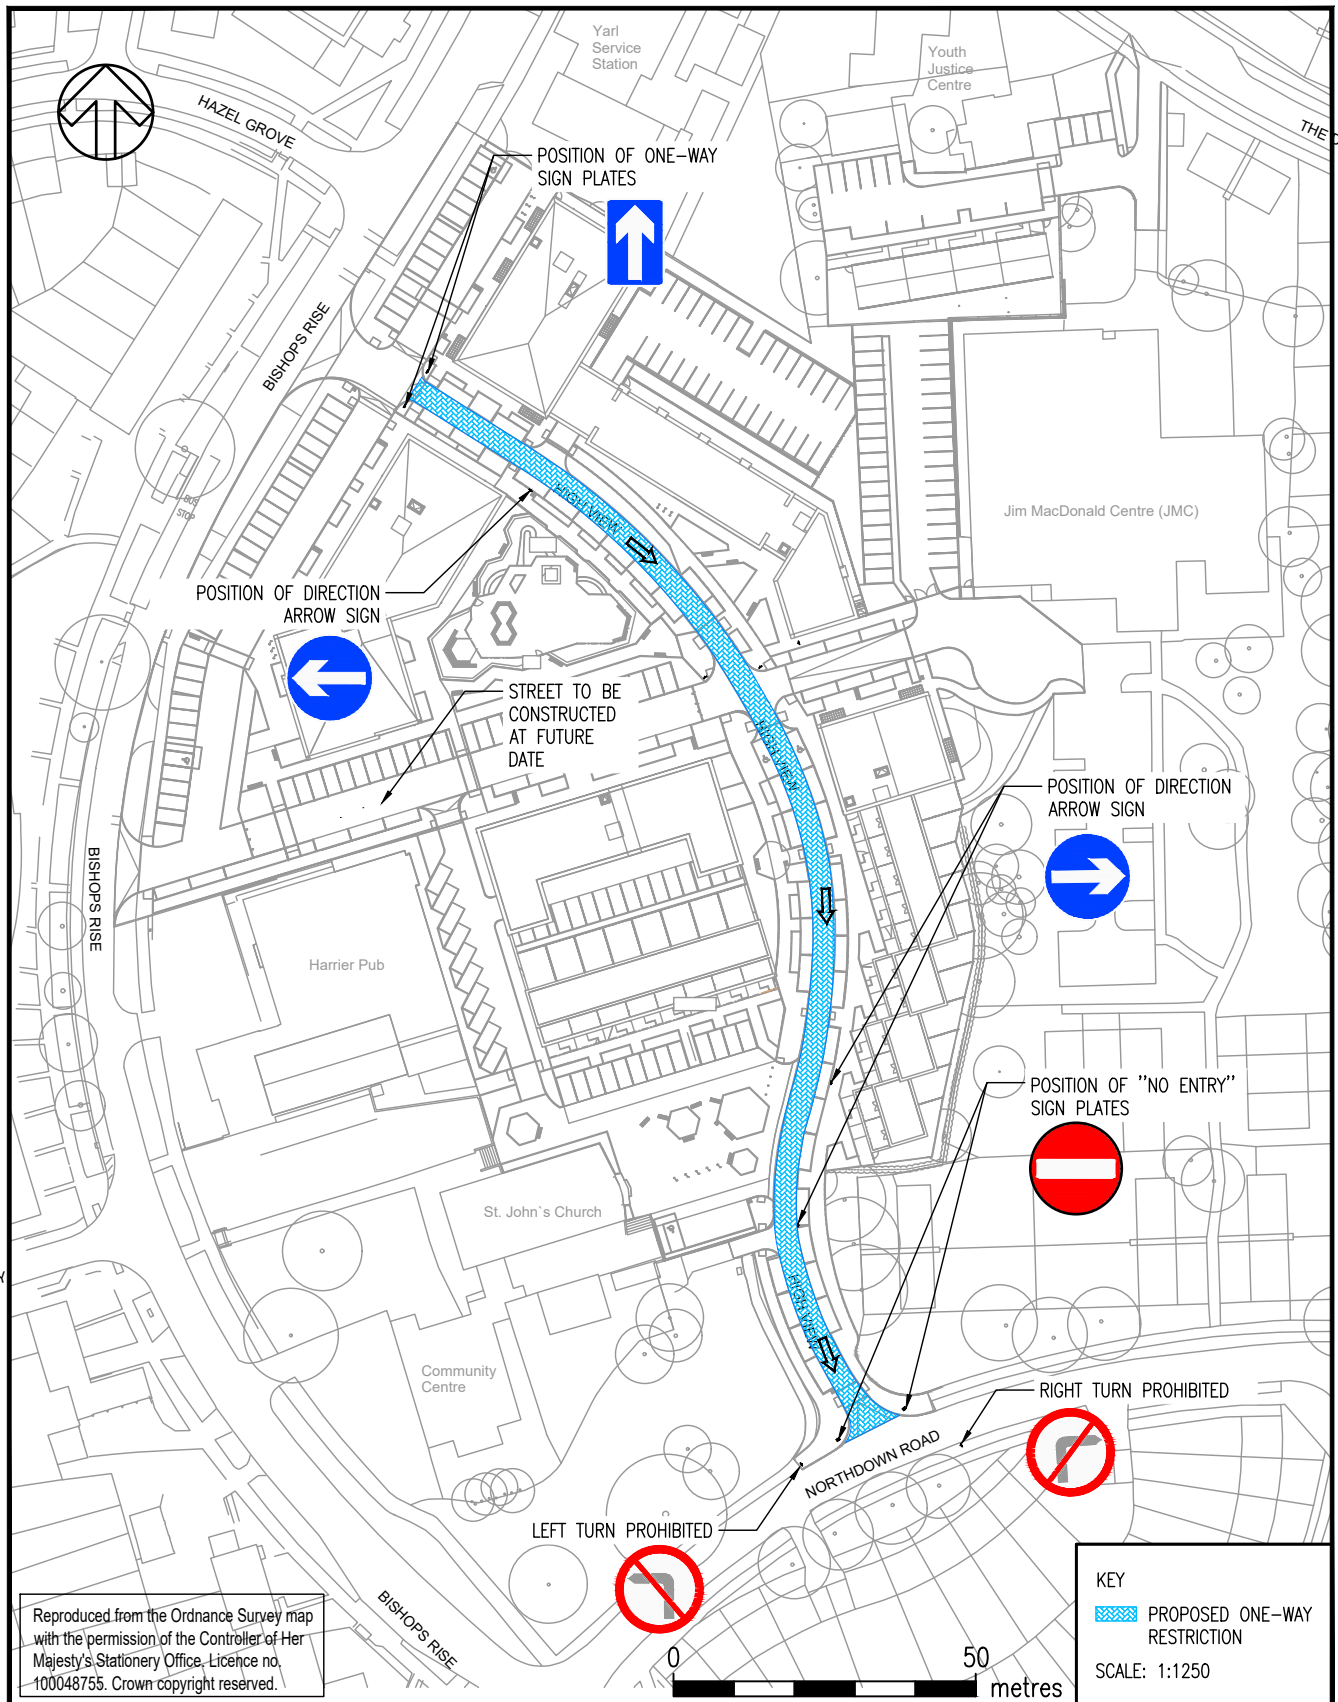 Yarl
Service
Station
Youth
Justice
Centre
HAZEL GROVE
POSITION OF ONE-WAY
SIGN PLATES
BISHOPS RISE
BUS
STOP
HIGH VIEW
Jim MacDonald Centre (JMC)
POSITION OF DIRECTION
ARROW SIGN
STREET TO BE
CONSTRUCTED
AT FUTURE
DATE
HIGH VIEW
POSITION OF DIRECTION
ARROW SIGN
BISHOPS RISE
Harrier Pub
POSITION OF "NO ENTRY"
SIGN PLATES
St. John`s Church
HIGH VIEW
Community
Centre
RIGHT TURN PROHIBITED
NORTHDOWN ROAD
LEFT TURN PROHIBITED
BISHOPS RISE
Reproduced from the Ordnance Survey map
with the permission of the Controller of Her
Majesty's Stationery Office. Licence no.
100048755. Crown copyright reserved.
0 50
metres
KEY
PROPOSED ONE-WAY
RESTRICTION
SCALE: 1:1250